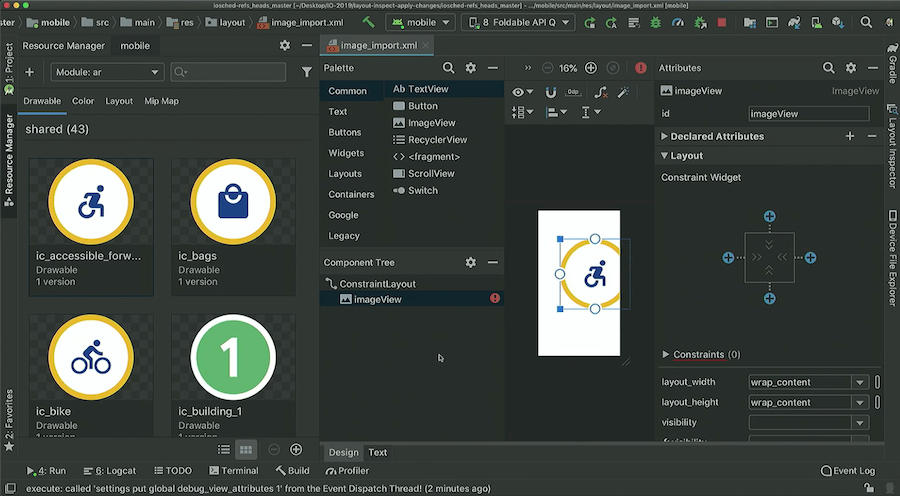 iosched-refs_heads_master [~/Desktop/IO-2019/layout-inspect-apply-changes/iosched-refs_heads_master] - .../mobile/src/main/res/layout/image_import.xml [mobile]
mobile
src
main
res
layout
image_import.xml
mobile
8 Foldable API Q
1: Project
Resource Manager
2: Favorites
Resource Manager
mobile
Module: ar
Drawable
Color
Layout
Mip Map
shared (43)
ic_accessible_forw...
Drawable
1 version
ic_bags
Drawable
1 version
ic_bike
Drawable
1 version
1
ic_building_1
Drawable
1 version
image_import.xml
Palette
Common
Text
Buttons
Widgets
Layouts
Containers
Google
Legacy
Ab TextView
Button
ImageView
RecyclerView
<fragment>
ScrollView
Switch
Component Tree
ConstraintLayout
imageView
16%
0dp
Design
Text
Attributes
imageView
ImageView
id
imageView
Declared Attributes
Layout
Constraint Widget
Constraints (0)
layout_width
wrap_content
layout_height
wrap_content
visibility
Gradle
Layout Inspector
Device File Explorer
4: Run
6: Logcat
TODO
Terminal
Build
Profiler
Event Log
execute: called 'settings put global debug_view_attributes 1' from the Event Dispatch Thread! (2 minutes ago)